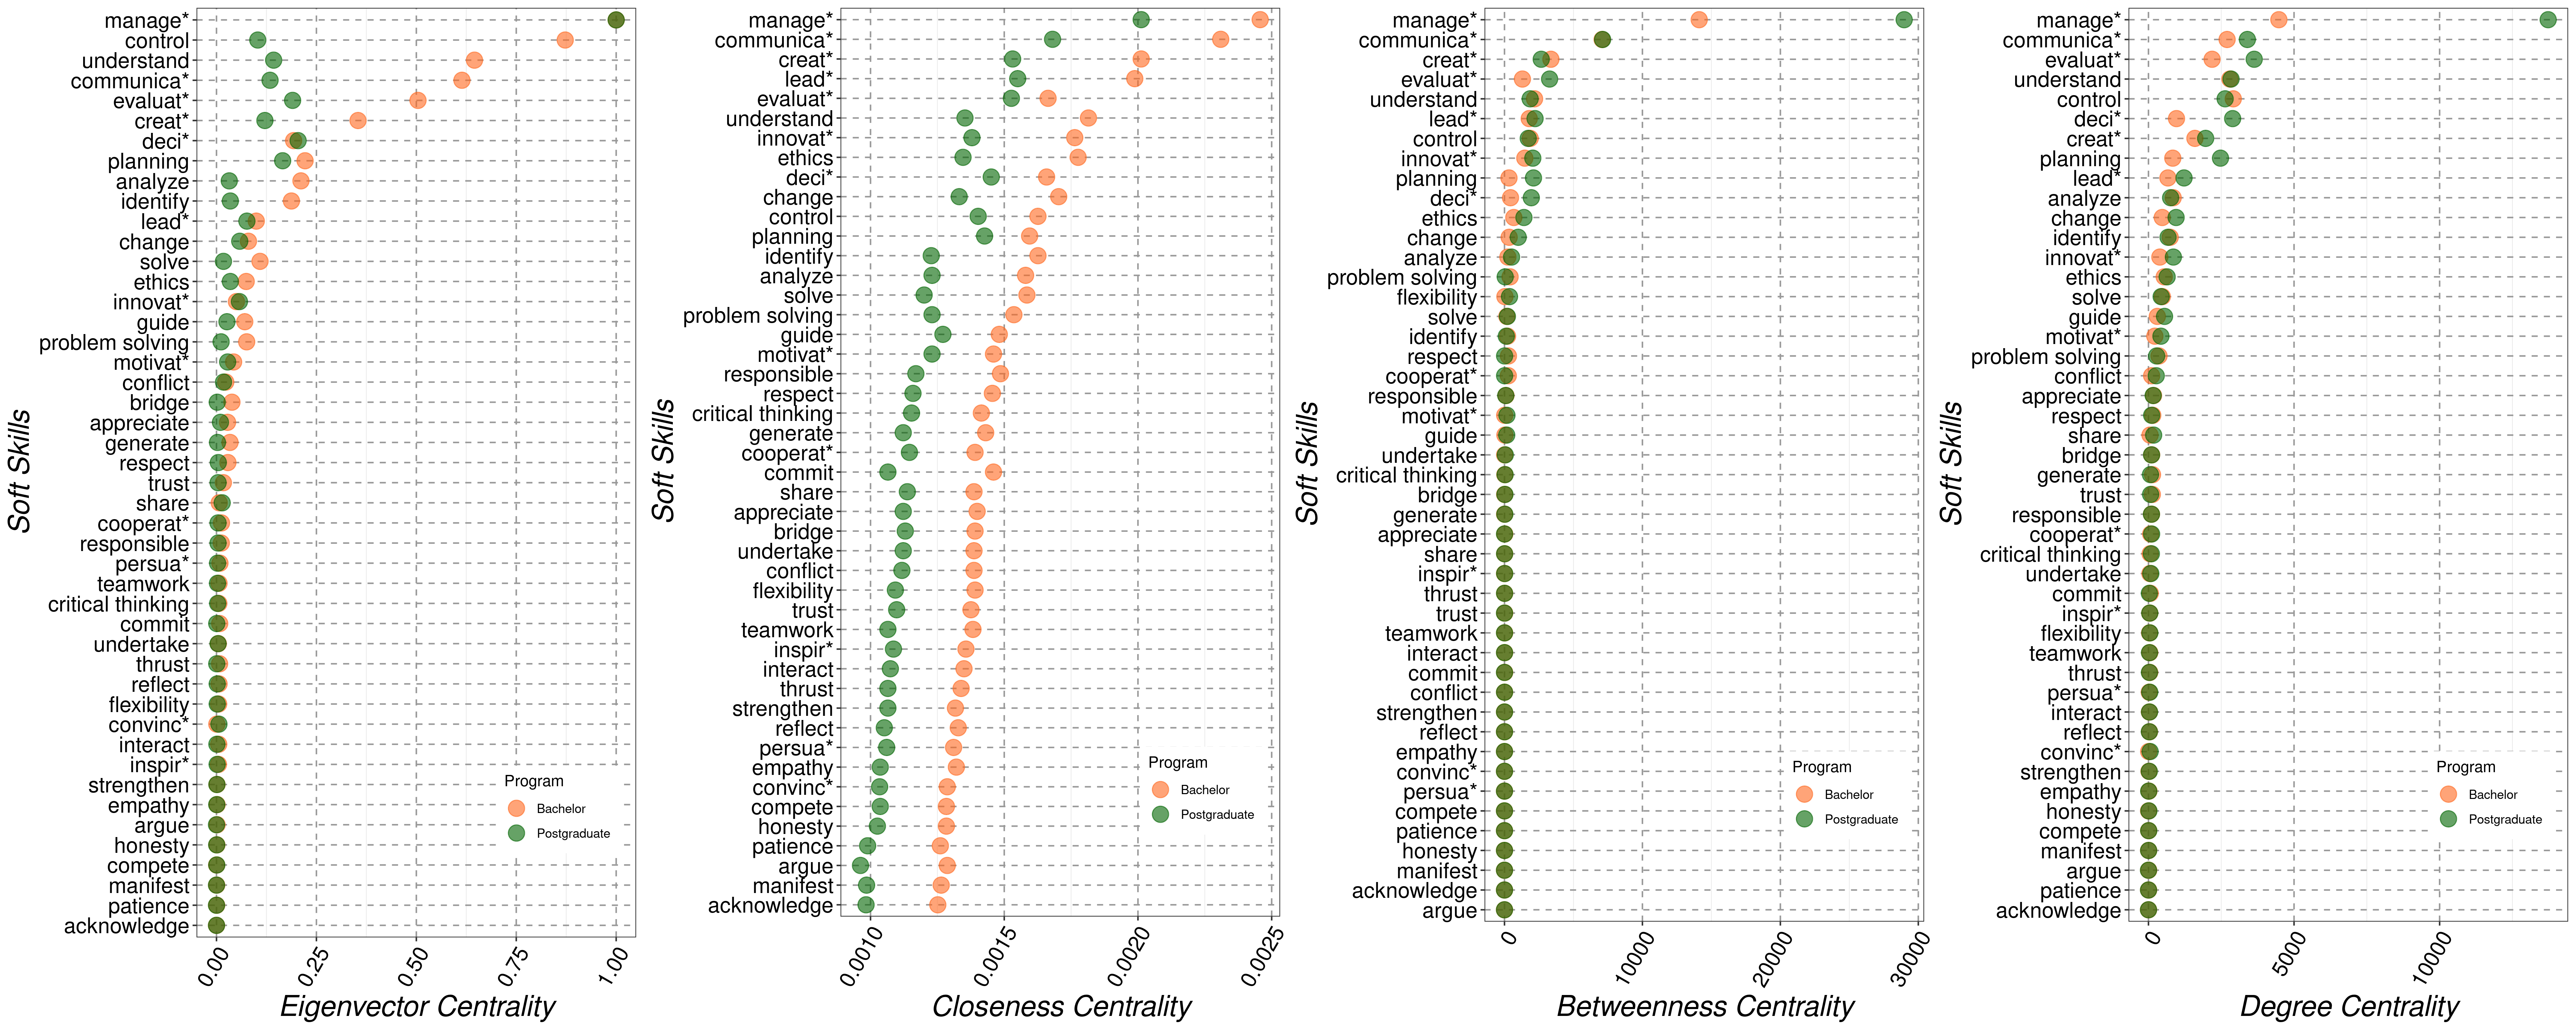 Soft Skills
manage*
control
understand
communica*
evaluat*
creat*
deci*
planning
analyze
identify
lead*
change
solve
ethics
innovat*
guide
problem solving
motivat*
conflict
bridge
appreciate
generate
respect
trust
share
cooperat*
responsible
persua*
teamwork
critical thinking
commit
undertake
thrust
reflect
flexibility
convinc*
interact
inspir*
strengthen
empathy
argue
honesty
compete
manifest
patience
acknowledge
Program
Bachelor
Postgraduate
0.00
0.25
0.50
0.75
1.00
Eigenvector Centrality
Soft Skills
manage*
communica*
creat*
lead*
evaluat*
understand
innovat*
ethics
deci*
change
control
planning
identify
analyze
solve
problem solving
guide
motivat*
responsible
respect
critical thinking
generate
cooperat*
commit
share
appreciate
bridge
undertake
conflict
flexibility
trust
teamwork
inspir*
interact
thrust
strengthen
reflect
persua*
empathy
convinc*
compete
honesty
patience
argue
manifest
acknowledge
Program
Bachelor
Postgraduate
0.0010
0.0015
0.0020
0.0025
Closeness Centrality
Soft Skills
manage*
communica*
creat*
evaluat*
understand
lead*
control
innovat*
planning
deci*
ethics
change
analyze
problem solving
flexibility
solve
identify
respect
cooperat*
responsible
motivat*
guide
undertake
critical thinking
bridge
generate
appreciate
share
inspir*
thrust
trust
teamwork
interact
commit
conflict
strengthen
reflect
empathy
convinc*
persua*
compete
patience
honesty
manifest
acknowledge
argue
Program
Bachelor
Postgraduate
0
10000
20000
30000
Betweenness Centrality
Soft Skills
manage*
communica*
evaluat*
understand
control
deci*
creat*
planning
lead*
analyze
change
identify
innovat*
ethics
solve
guide
motivat*
problem solving
conflict
appreciate
respect
share
bridge
generate
trust
responsible
cooperat*
critical thinking
undertake
commit
inspir*
flexibility
teamwork
thrust
persua*
interact
reflect
convinc*
strengthen
empathy
honesty
compete
manifest
argue
patience
acknowledge
Program
Bachelor
Postgraduate
0
5000
10000
Degree Centrality